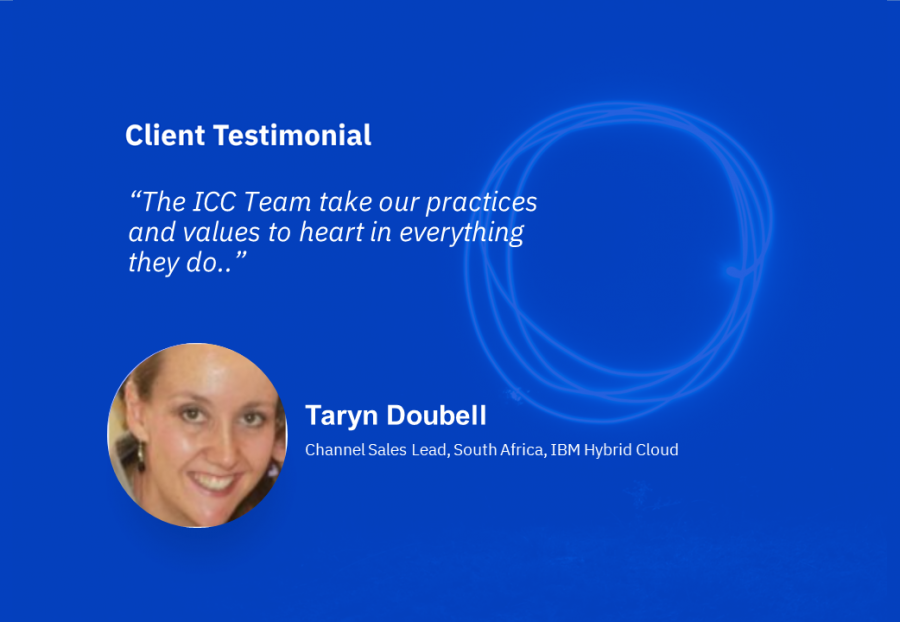 Client Testimonial
“The ICC Team take our practices
and values to heart in everything
they do..”
Taryn Doubell
Channel Sales Lead, South Africa, IBM Hybrid Cloud